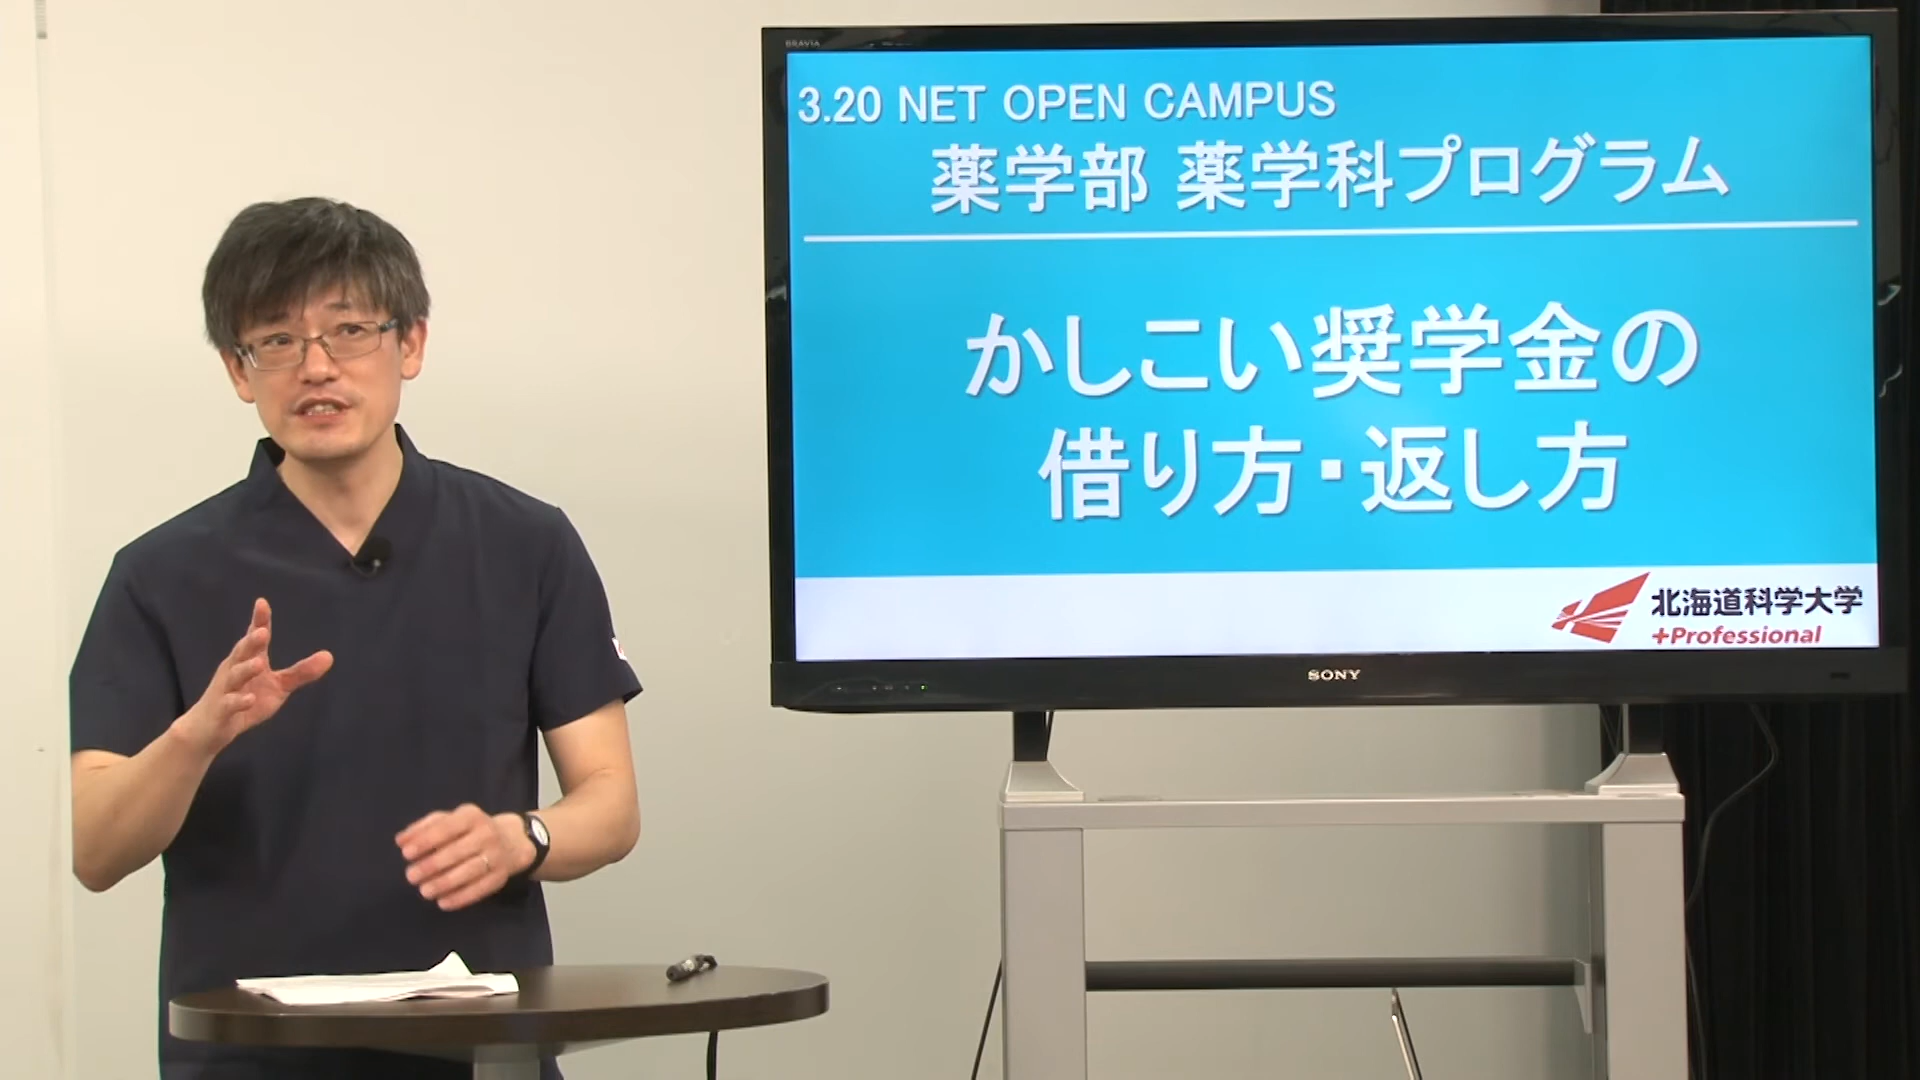 BRAVIA
3.20 NET OPEN CAMPUS
薬学部 薬学科プログラム
かしこい奨学金の
借り方・返し方
北海道科学大学
+Professional
SONY